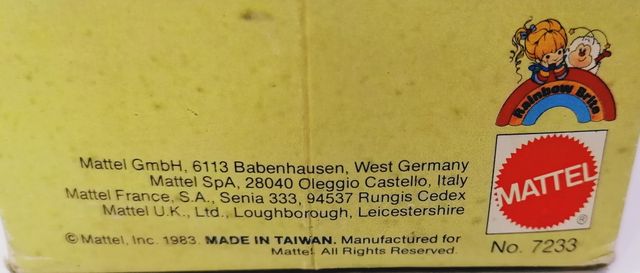 Rainbow Brite
Mattel GmbH, 6113 Babenhausen, West Germany
Mattel SpA, 28040 Oleggio Castello, Italy
Mattel France, S.A., Senia 333, 94537 Rungis Cedex
Mattel U.K., Ltd., Loughborough, Leicestershire
MATTEL®
© Mattel, Inc. 1983. MADE IN TAIWAN. Manufactured for
Mattel. All Rights Reserved.
No. 7233